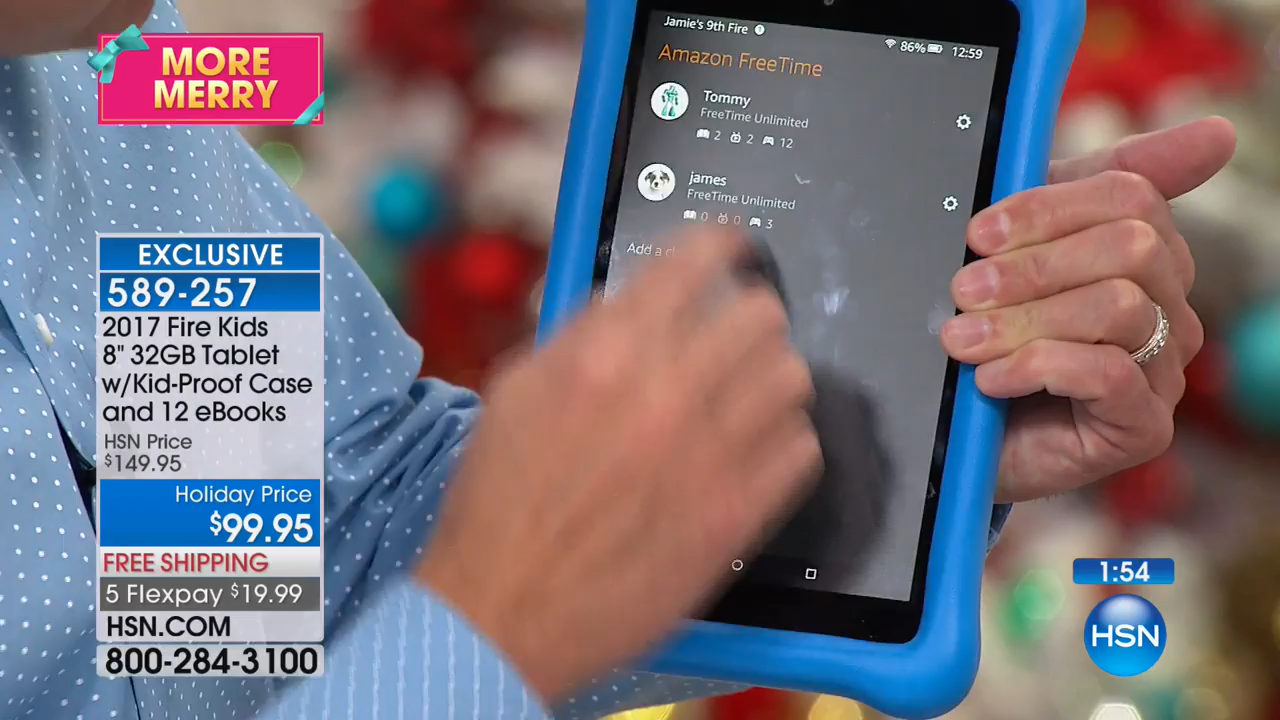 MORE
MERRY
EXCLUSIVE
589-257
2017 Fire Kids
8" 32GB Tablet
w/Kid-Proof Case
and 12 eBooks
HSN Price
$149.95
Holiday Price
$99.95
FREE SHIPPING
5 Flexpay $19.99
HSN.COM
800-284-3100
Jamie's 9th Fire 1
86% 12:59
Amazon FreeTime
Tommy
FreeTime Unlimited
2 2 12
james
FreeTime Unlimited
0 0 3
Add a
1:54
HSN